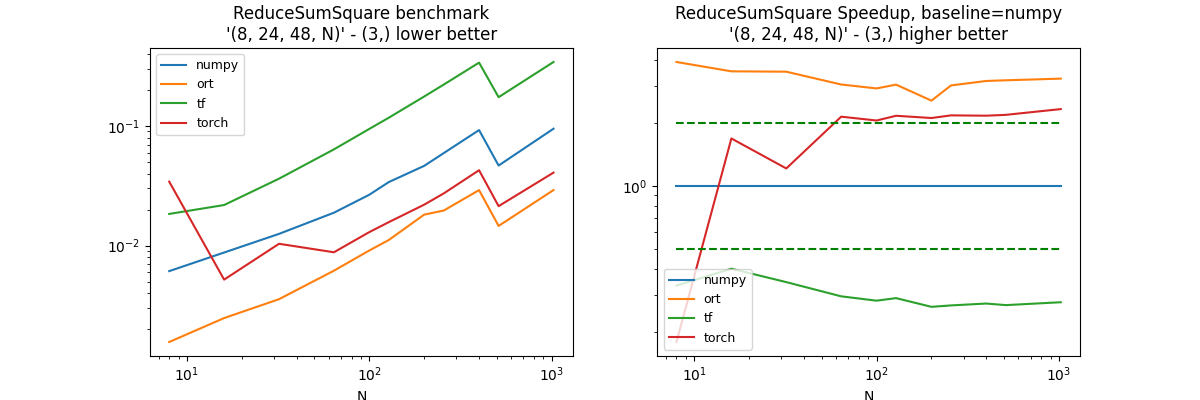 ReduceSumSquare benchmark
'(8, 24, 48, N)' - (3,) lower better
numpy
ort
tf
torch
10⁻¹
10⁻²
10¹
10²
10³
N
ReduceSumSquare Speedup, baseline=numpy
'(8, 24, 48, N)' - (3,) higher better
10⁰
numpy
ort
tf
torch
10¹
10²
10³
N